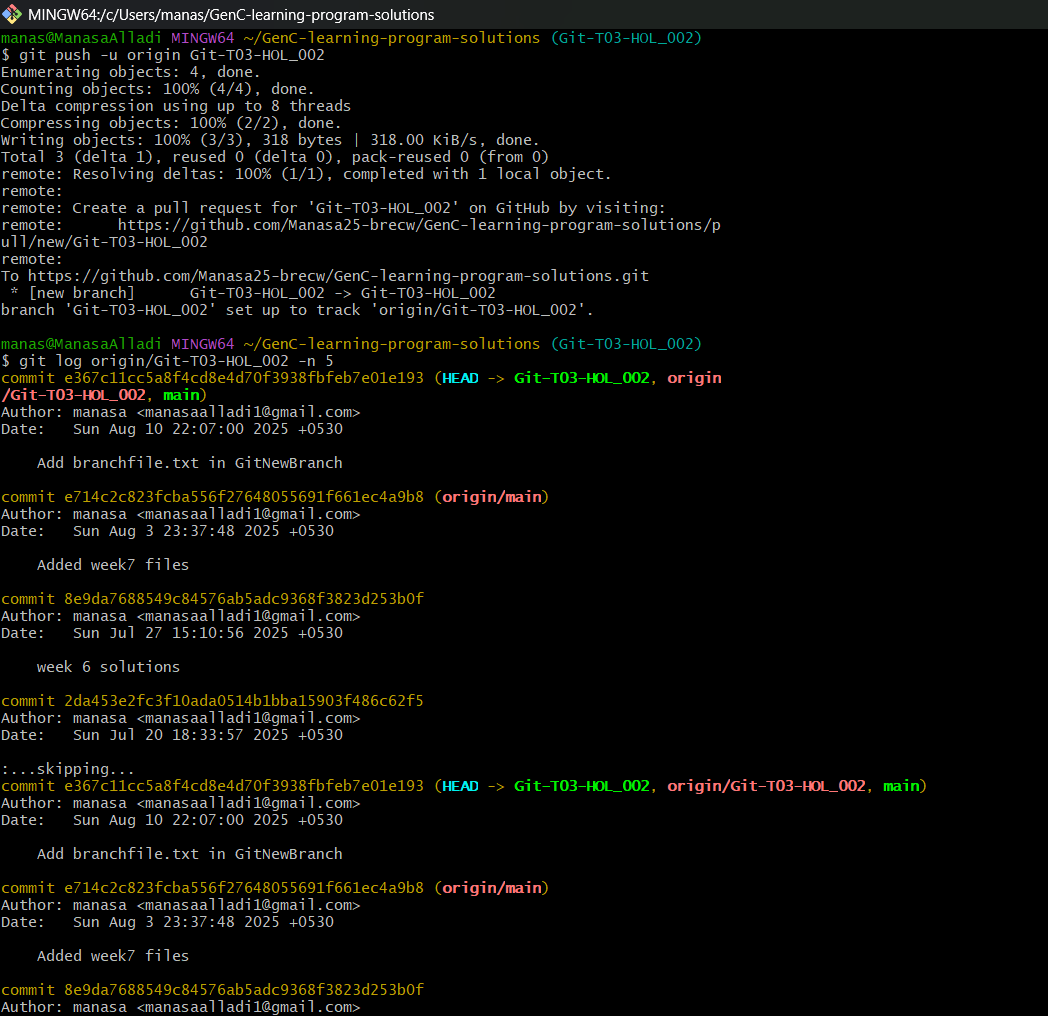 MINGW64:/c/Users/manas/GenC-learning-program-solutions
manas@ManasaAlladi MINGW64 ~/GenC-learning-program-solutions (Git-T03-HOL_002)
$ git push -u origin Git-T03-HOL_002
Enumerating objects: 4, done.
Counting objects: 100% (4/4), done.
Delta compression using up to 8 threads
Compressing objects: 100% (2/2), done.
Writing objects: 100% (3/3), 318 bytes | 318.00 KiB/s, done.
Total 3 (delta 1), reused 0 (delta 0), pack-reused 0 (from 0)
remote: Resolving deltas: 100% (1/1), completed with 1 local object.
remote:
remote: Create a pull request for 'Git-T03-HOL_002' on GitHub by visiting:
remote:      https://github.com/Manasa25-brecw/GenC-learning-program-solutions/p
ull/new/Git-T03-HOL_002
remote:
To https://github.com/Manasa25-brecw/GenC-learning-program-solutions.git
 * [new branch]      Git-T03-HOL_002 -> Git-T03-HOL_002
branch 'Git-T03-HOL_002' set up to track 'origin/Git-T03-HOL_002'.
manas@ManasaAlladi MINGW64 ~/GenC-learning-program-solutions (Git-T03-HOL_002)
$ git log origin/Git-T03-HOL_002 -n 5
commit e367c11cc5a8f4cd8e4d70f3938fbfeb7e01e193 (HEAD -> Git-T03-HOL_002, origin
/Git-T03-HOL_002, main)
Author: manasa <manasaalladi1@gmail.com>
Date:   Sun Aug 10 22:07:00 2025 +0530
    Add branchfile.txt in GitNewBranch
commit e714c2c823fcba556f27648055691f661ec4a9b8 (origin/main)
Author: manasa <manasaalladi1@gmail.com>
Date:   Sun Aug 3 23:37:48 2025 +0530
    Added week7 files
commit 8e9da7688549c84576ab5adc9368f3823d253b0f
Author: manasa <manasaalladi1@gmail.com>
Date:   Sun Jul 27 15:10:56 2025 +0530
    week 6 solutions
commit 2da453e2fc3f10ada0514b1bba15903f486c62f5
Author: manasa <manasaalladi1@gmail.com>
Date:   Sun Jul 20 18:33:57 2025 +0530
:...skipping...
commit e367c11cc5a8f4cd8e4d70f3938fbfeb7e01e193 (HEAD -> Git-T03-HOL_002, origin/Git-T03-HOL_002, main)
Author: manasa <manasaalladi1@gmail.com>
Date:   Sun Aug 10 22:07:00 2025 +0530
    Add branchfile.txt in GitNewBranch
commit e714c2c823fcba556f27648055691f661ec4a9b8 (origin/main)
Author: manasa <manasaalladi1@gmail.com>
Date:   Sun Aug 3 23:37:48 2025 +0530
    Added week7 files
commit 8e9da7688549c84576ab5adc9368f3823d253b0f
Author: manasa <manasaalladi1@gmail.com>